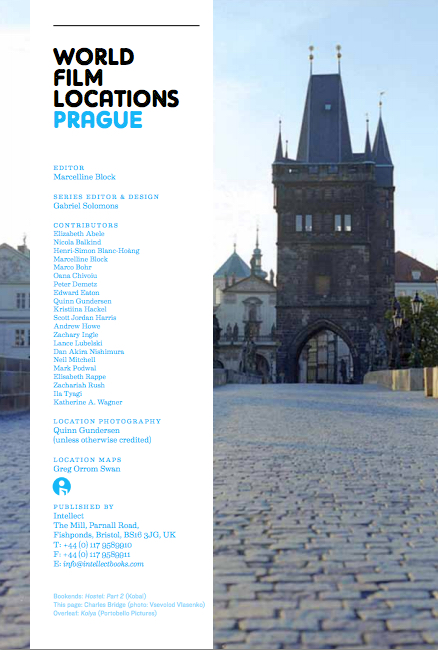 WORLD
FILM
LOCATIONS
PRAGUE
EDITOR
Marcelline Block
SERIES EDITOR & DESIGN
Gabriel Solomons
CONTRIBUTORS
Elizabeth Abele
Nicola Balkind
Henri-Simon Blanc-Hoàng
Marcelline Block
Marco Bohr
Oana Chivoiu
Peter Demetz
Edward Eaton
Quinn Gundersen
Kristiina Hackel
Scott Jordan Harris
Andrew Howe
Zachary Ingle
Lance Lubelski
Dan Akira Nishimura
Neil Mitchell
Mark Podwal
Elisabeth Rappe
Zachariah Rush
Ila Tyagi
Katherine A. Wagner
LOCATION PHOTOGRAPHY
Quinn Gundersen
(unless otherwise credited)
LOCATION MAPS
Greg Orrom Swan
PUBLISHED BY
Intellect
The Mill, Parnall Road,
Fishponds, Bristol, BS16 3JG, UK
T: +44 (0) 117 9589910
F: +44 (0) 117 9589911
E: info@intellectbooks.com
Bookends: Hostel: Part 2 (Kobal)
This page: Charles Bridge (photo: Vsevolod Vlasenko)
Overleaf: Kolya (Portobello Pictures)